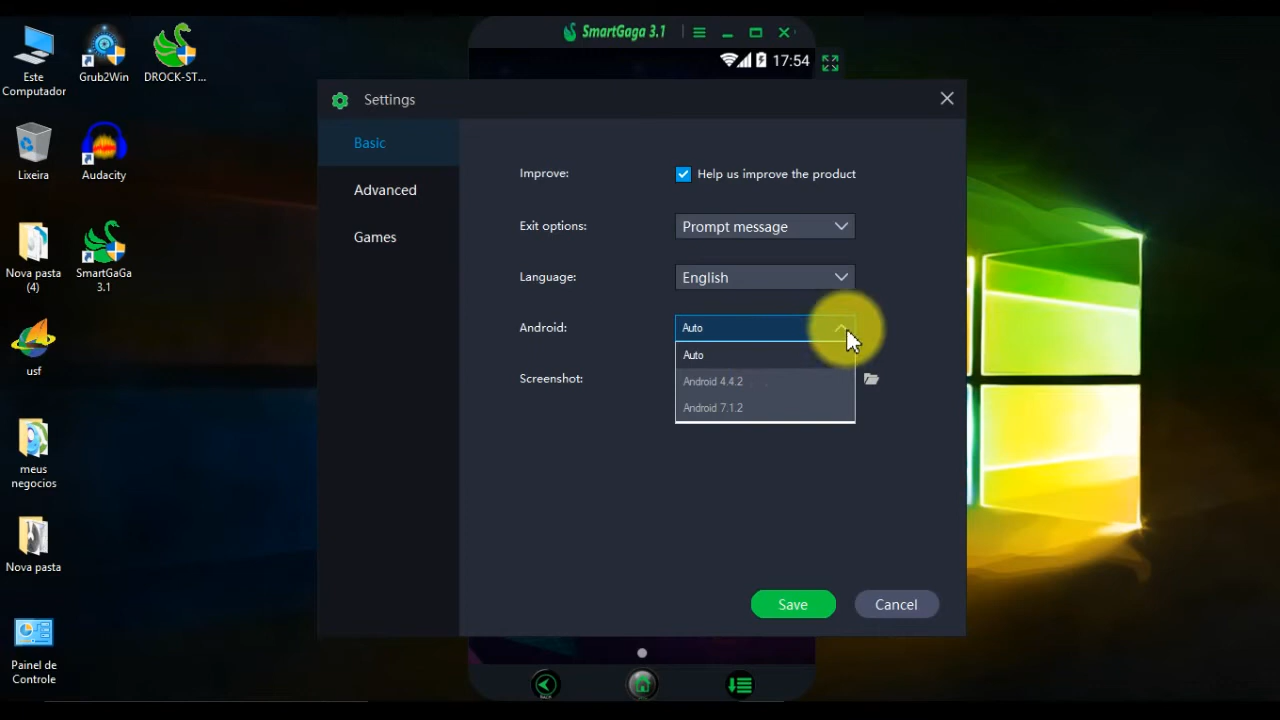 Este
Computador
Grub2Win
DROCK-ST...
Lixeira
Audacity
Nova pasta
(4)
SmartGaGa
3.1
usf
meus
negocios
Nova pasta
Painel de
Controle
SmartGaga 3.1
17:54
Settings
Basic
Advanced
Games
Improve:
Help us improve the product
Exit options:
Prompt message
Language:
English
Android:
Auto
Auto
Android 4.4.2
Android 7.1.2
Screenshot:
Save
Cancel
BACK